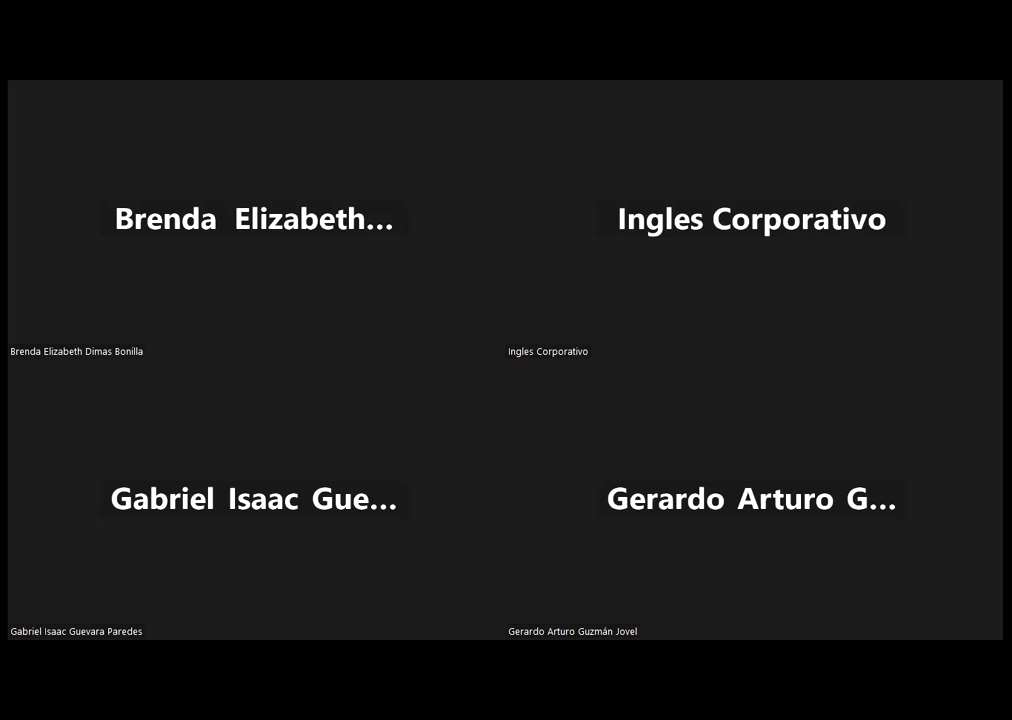 Brenda Elizabeth...
Ingles Corporativo
Brenda Elizabeth Dimas Bonilla
Ingles Corporativo
Gabriel Isaac Gue...
Gerardo Arturo G...
Gabriel Isaac Guevara Paredes
Gerardo Arturo Guzmán Jovel